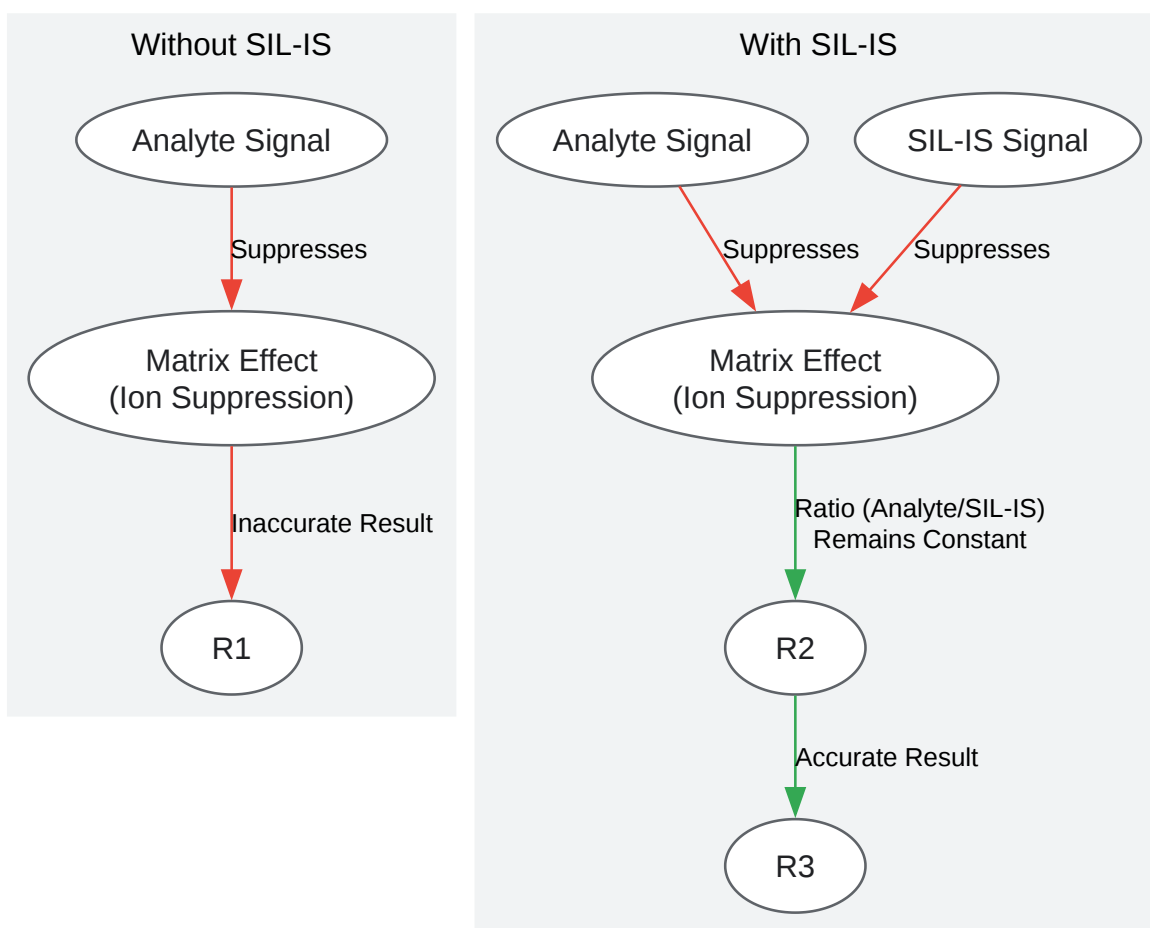 Without SIL-IS
Analyte Signal
Suppresses
Matrix Effect
(Ion Suppression)
Inaccurate Result
R1
With SIL-IS
Analyte Signal
SIL-IS Signal
Suppresses
Suppresses
Matrix Effect
(Ion Suppression)
Ratio (Analyte/SIL-IS)
Remains Constant
R2
Accurate Result
R3